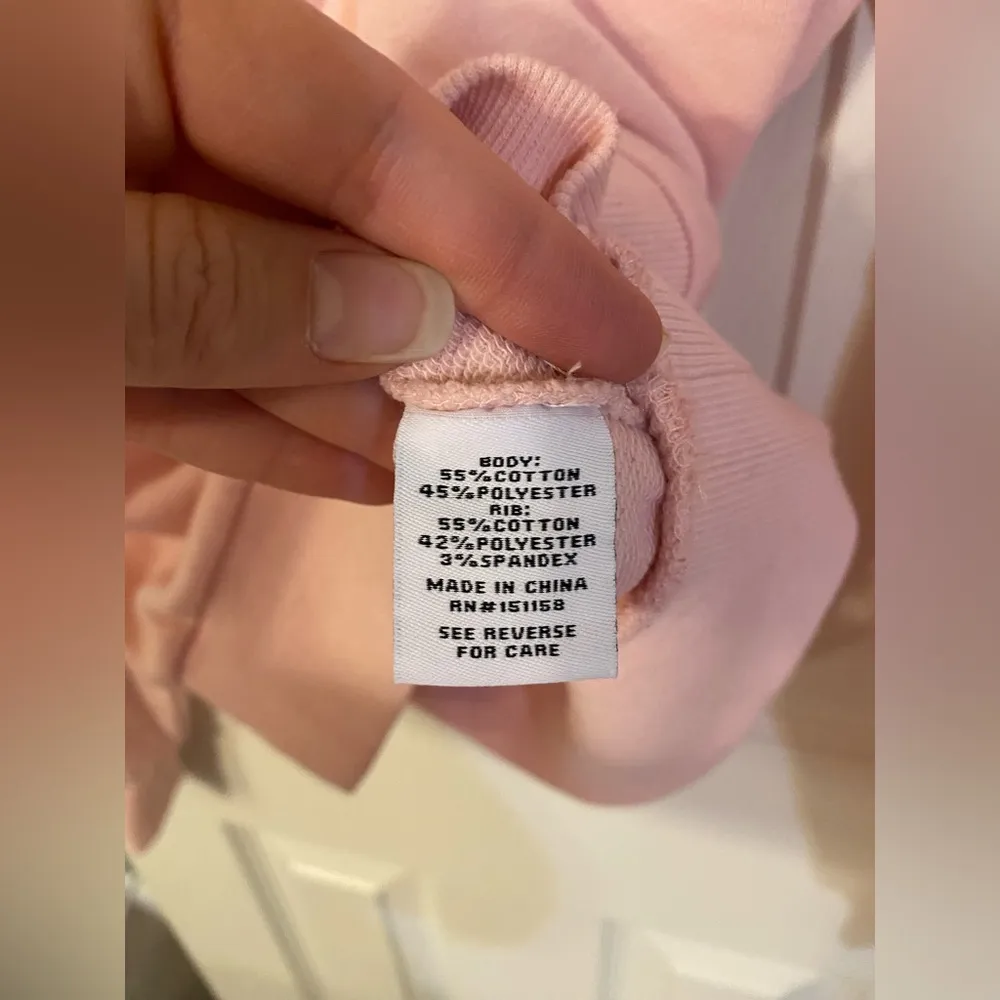 BODY:
55%COTTON
45%POLYESTER
RIB:
55%COTTON
42%POLYESTER
3%SPANDEX
MADE IN CHINA
RN#151158
SEE REVERSE
FOR CARE